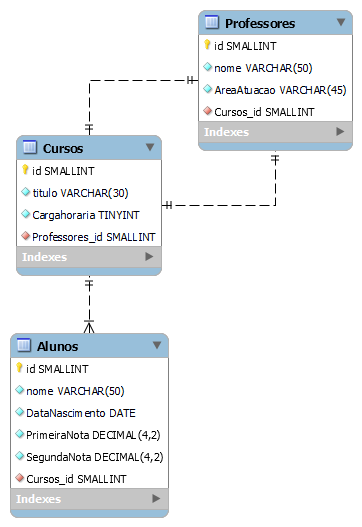 Professores
id SMALLINT
nome VARCHAR(50)
AreaAtuacao VARCHAR(45)
Cursos_id SMALLINT
Indexes
Cursos
id SMALLINT
titulo VARCHAR(30)
Cargahoraria TINYINT
Professores_id SMALLINT
Indexes
Alunos
id SMALLINT
nome VARCHAR(50)
DataNascimento DATE
PrimeiraNota DECIMAL(4,2)
SegundaNota DECIMAL(4,2)
Cursos_id SMALLINT
Indexes